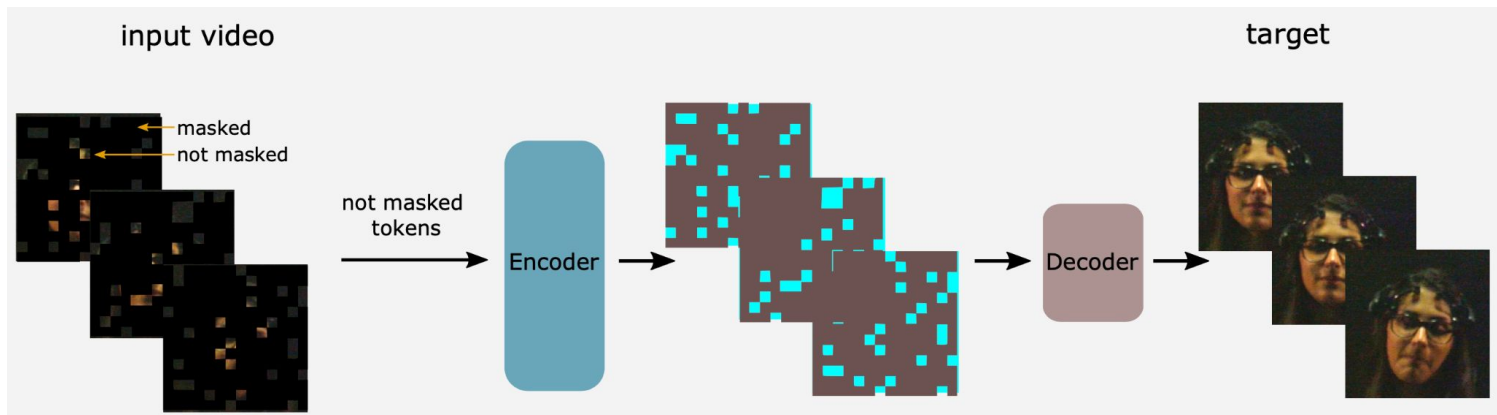 input video
target
masked
not masked
not masked
tokens
Encoder
Decoder